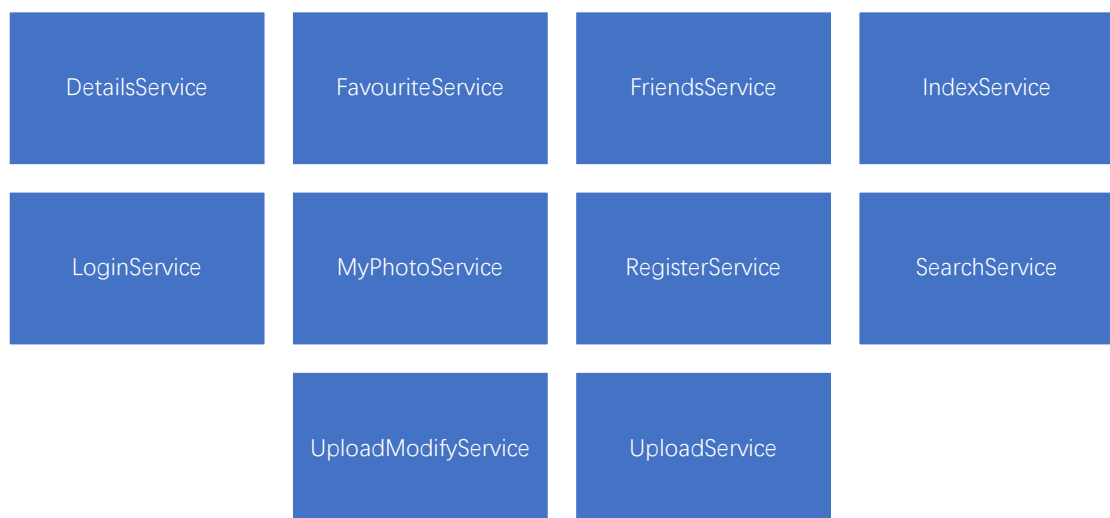 DetailsService
FavouriteService
FriendsService
IndexService
LoginService
MyPhotoService
RegisterService
SearchService
UploadModifyService
UploadService